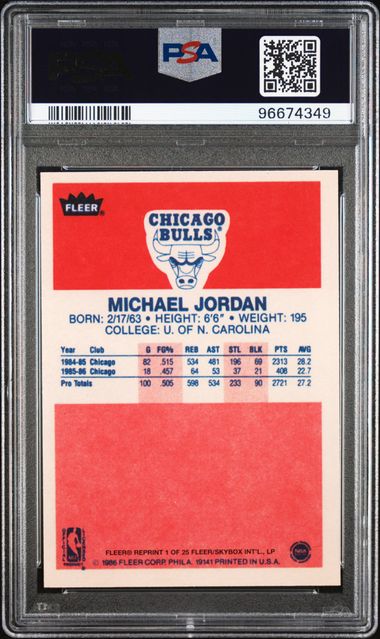 PSA
PSA
96674349
FLEER®
CHICAGO
BULLS®
MICHAEL JORDAN
BORN: 2/17/63 • HEIGHT: 6'6" • WEIGHT: 195
COLLEGE: U. OF N. CAROLINA
Year Club G FG% REB AST STL BLK PTS AVG
1984-85 Chicago 82 .515 534 481 196 69 2313 28.2
1985-86 Chicago 18 .457 64 53 37 21 408 22.7
Pro Totals 100 .505 598 534 233 90 2721 27.2
FLEER® REPRINT 1 OF 25 FLEER/SKYBOX INT'L., LP
© 1986 FLEER CORP. PHILA. 19141 PRINTED IN U.S.A.